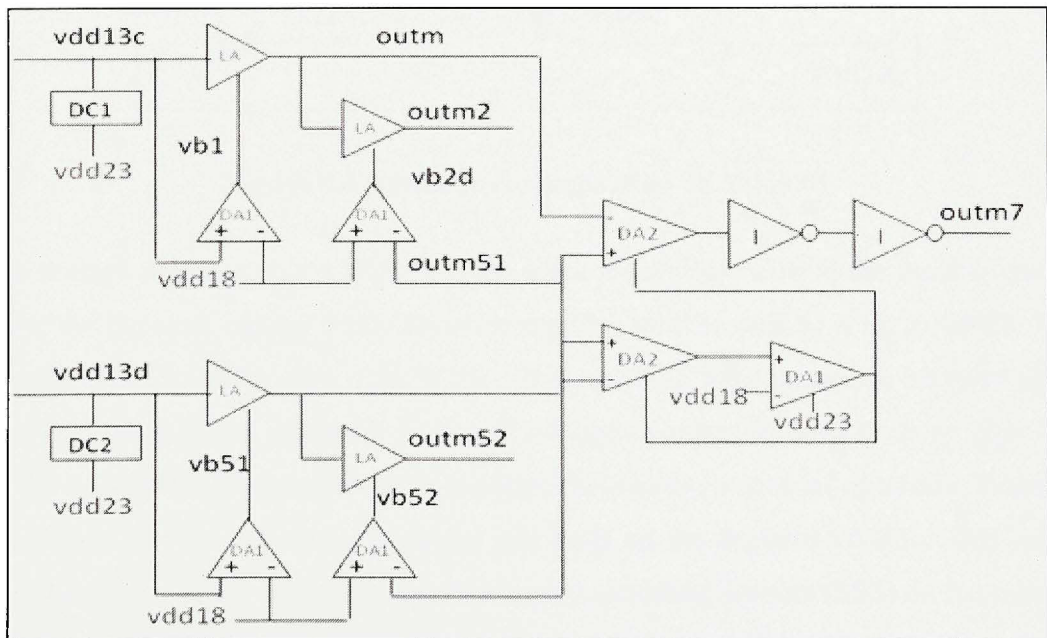 vdd13c
LA
outm
DC1
LA
outm2
vdd23
vb1
vb2d
DA1
+ -
DA1
+ -
vdd18
outm51
-
DA2
+
I
I
outm7
+
DA2
-
+
DA1
-
vdd18
vdd23
vdd13d
LA
DC2
LA
outm52
vdd23
vb51
vb52
DA1
+ -
DA1
+ -
vdd18